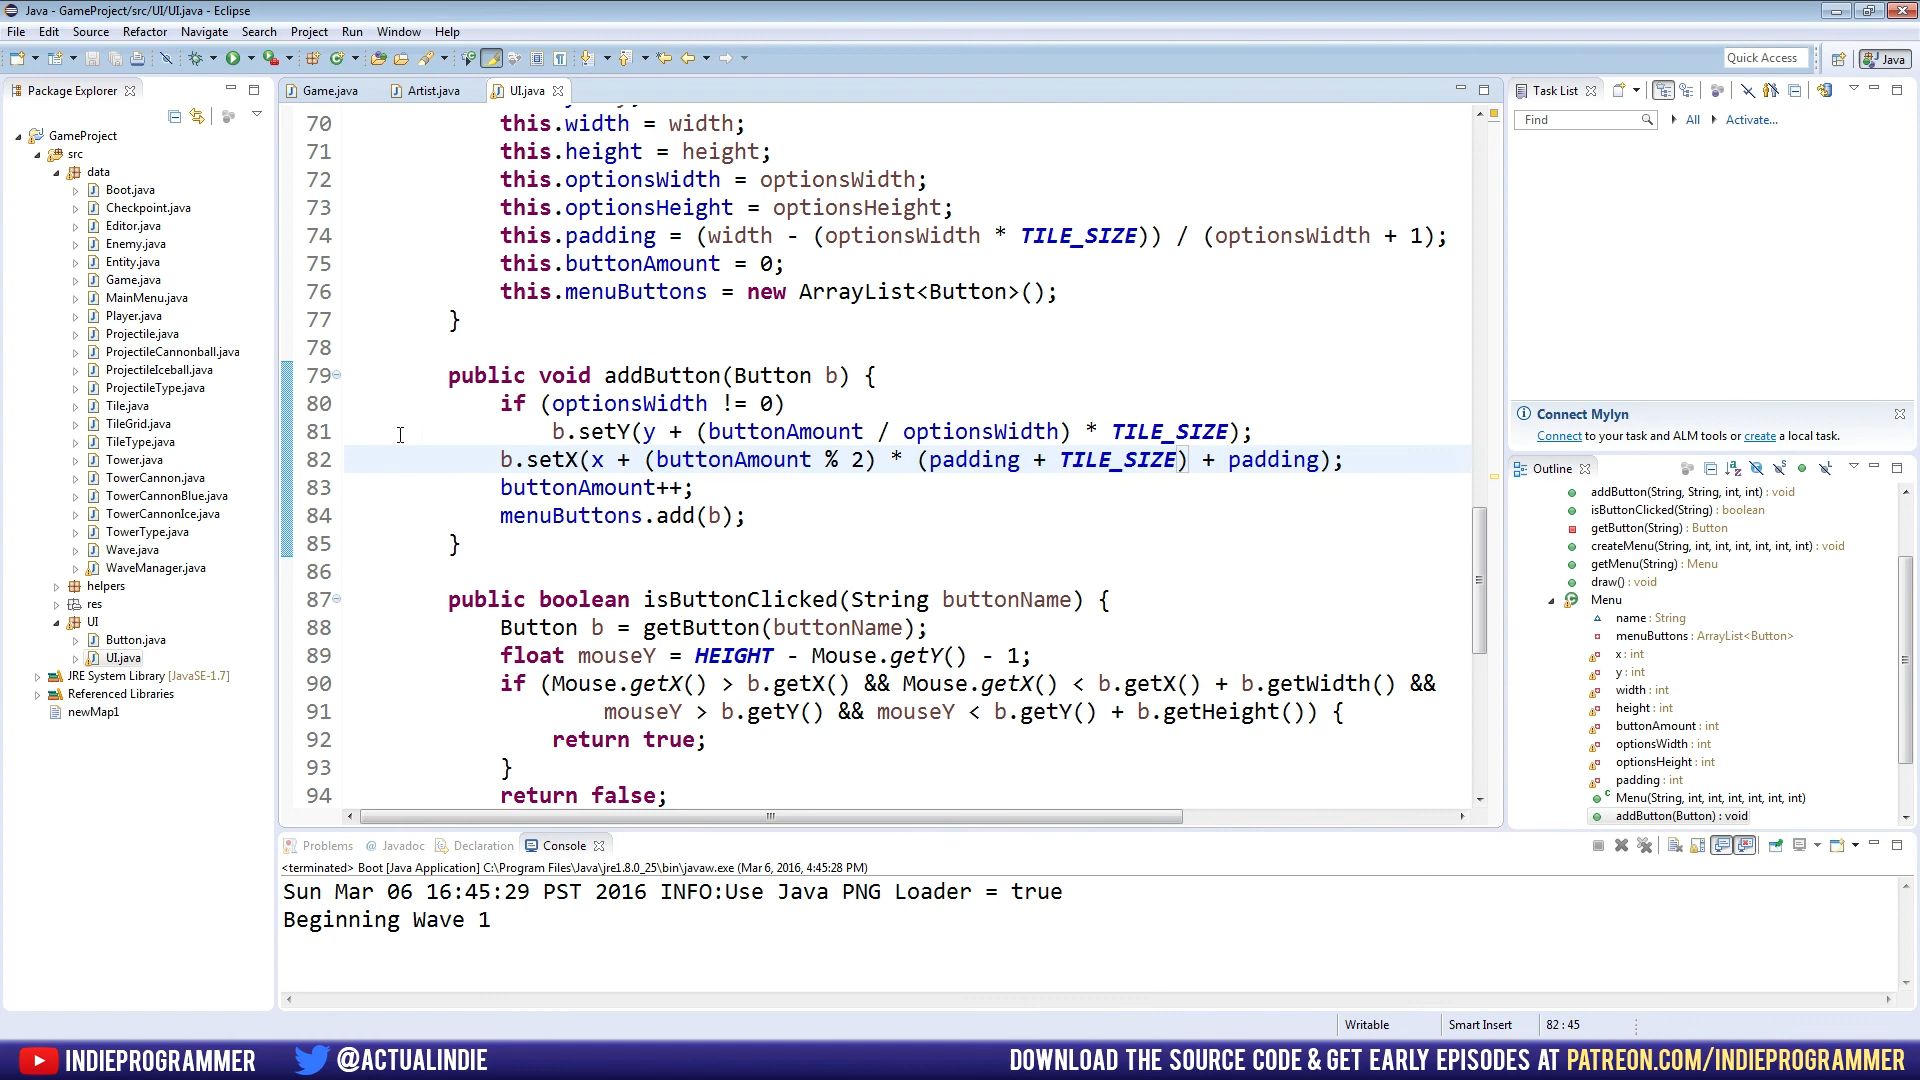 Java - GameProject/src/UI/UI.java - Eclipse
File Edit Source Refactor Navigate Search Project Run Window Help
Quick Access
Java
Package Explorer
GameProject
src
data
Boot.java
Checkpoint.java
Editor.java
Enemy.java
Entity.java
Game.java
MainMenu.java
Player.java
Projectile.java
ProjectileCannonball.java
ProjectileIceball.java
ProjectileType.java
Tile.java
TileGrid.java
TileType.java
Tower.java
TowerCannon.java
TowerCannonBlue.java
TowerCannonIce.java
TowerType.java
Wave.java
WaveManager.java
helpers
res
UI
Button.java
UI.java
JRE System Library [JavaSE-1.7]
Referenced Libraries
newMap1
Game.java Artist.java UI.java
70 this.width = width;
71 this.height = height;
72 this.optionsWidth = optionsWidth;
73 this.optionsHeight = optionsHeight;
74 this.padding = (width - (optionsWidth * TILE_SIZE)) / (optionsWidth + 1);
75 this.buttonAmount = 0;
76 this.menuButtons = new ArrayList<Button>();
77 }
78
79 public void addButton(Button b) {
80 if (optionsWidth != 0)
81 b.setY(y + (buttonAmount / optionsWidth) * TILE_SIZE);
82 b.setX(x + (buttonAmount % 2) * (padding + TILE_SIZE) + padding);
83 buttonAmount++;
84 menuButtons.add(b);
85 }
86
87 public boolean isButtonClicked(String buttonName) {
88 Button b = getButton(buttonName);
89 float mouseY = HEIGHT - Mouse.getY() - 1;
90 if (Mouse.getX() > b.getX() && Mouse.getX() < b.getX() + b.getWidth() &&
91 mouseY > b.getY() && mouseY < b.getY() + b.getHeight()) {
92 return true;
93 }
94 return false;
Task List
Find
All
Activate...
Connect Mylyn
Connect to your task and ALM tools or create a local task.
Outline
addButton(String, String, int, int) : void
isButtonClicked(String) : boolean
getButton(String) : Button
createMenu(String, int, int, int, int, int, int) : void
getMenu(String) : Menu
draw() : void
Menu
name : String
menuButtons : ArrayList<Button>
x : int
y : int
width : int
height : int
buttonAmount : int
optionsWidth : int
optionsHeight : int
padding : int
Menu(String, int, int, int, int, int, int)
addButton(Button) : void
Problems @ Javadoc Declaration Console
<terminated> Boot [Java Application] C:\Program Files\Java\jre1.8.0_25\bin\javaw.exe (Mar 6, 2016, 4:45:28 PM)
Sun Mar 06 16:45:29 PST 2016 INFO:Use Java PNG Loader = true
Beginning Wave 1
Writable Smart Insert 82 : 45
INDIEPROGRAMMER @ACTUALINDIE DOWNLOAD THE SOURCE CODE & GET EARLY EPISODES AT PATREON.COM/INDIEPROGRAMMER